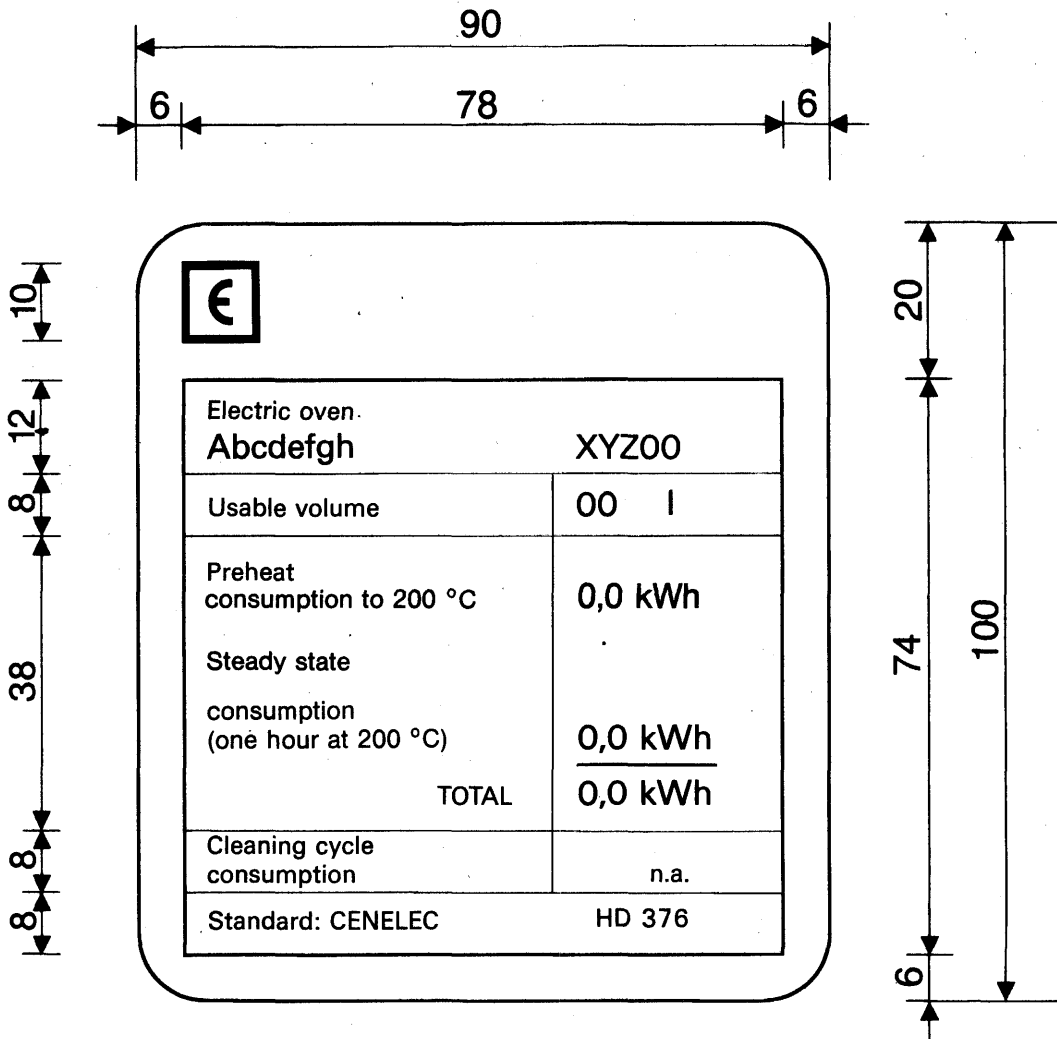 90
6 78 6
10
20
Є
12
Electric oven
Abcdefgh XYZ00
8
Usable volume 00 l
38
Preheat
consumption to 200 °C 0,0 kWh
Steady state
74
100
consumption
(one hour at 200 °C) 0,0 kWh
TOTAL 0,0 kWh
8
Cleaning cycle
consumption n.a.
8
Standard: CENELEC HD 376
6